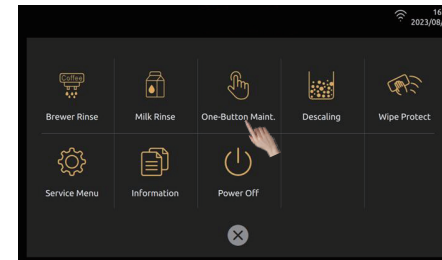 16
2023/08/
Coffee
Brewer Rinse
Milk Rinse
One-Button Maint.
Descaling
Wipe Protect
Service Menu
Information
Power Off